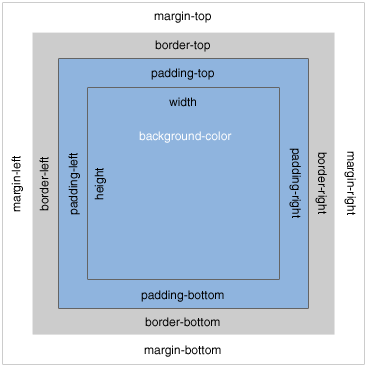 margin-top
border-top
padding-top
width
background-color
margin-left
border-left
padding-left
height
padding-right
border-right
margin-right
padding-bottom
border-bottom
margin-bottom